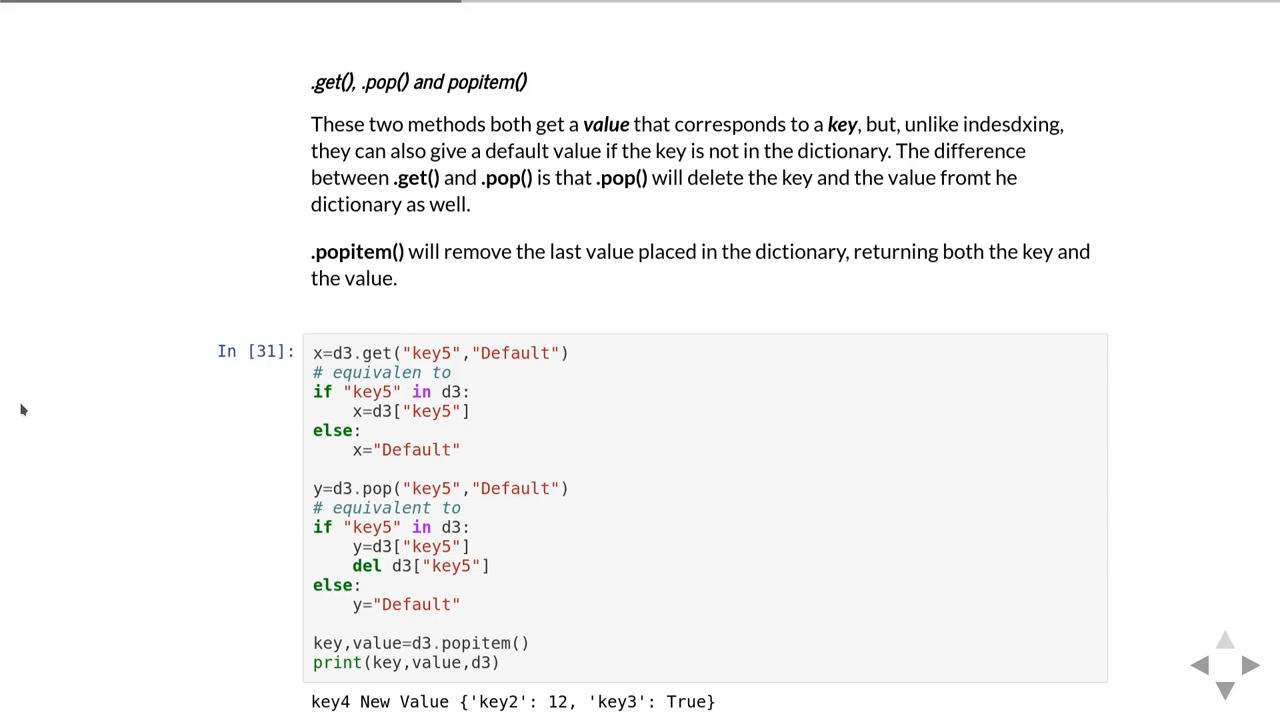 .get(), .pop() and popitem()
These two methods both get a value that corresponds to a key, but, unlike indesdxing,
they can also give a default value if the key is not in the dictionary. The difference
between .get() and .pop() is that .pop() will delete the key and the value fromt he
dictionary as well.
.popitem() will remove the last value placed in the dictionary, returning both the key and
the value.
In [31]:
x=d3.get("key5","Default")
# equivalen to
if "key5" in d3:
    x=d3["key5"]
else:
    x="Default"
y=d3.pop("key5","Default")
# equivalent to
if "key5" in d3:
    y=d3["key5"]
    del d3["key5"]
else:
    y="Default"
key,value=d3.popitem()
print(key,value,d3)
key4 New Value {'key2': 12, 'key3': True}